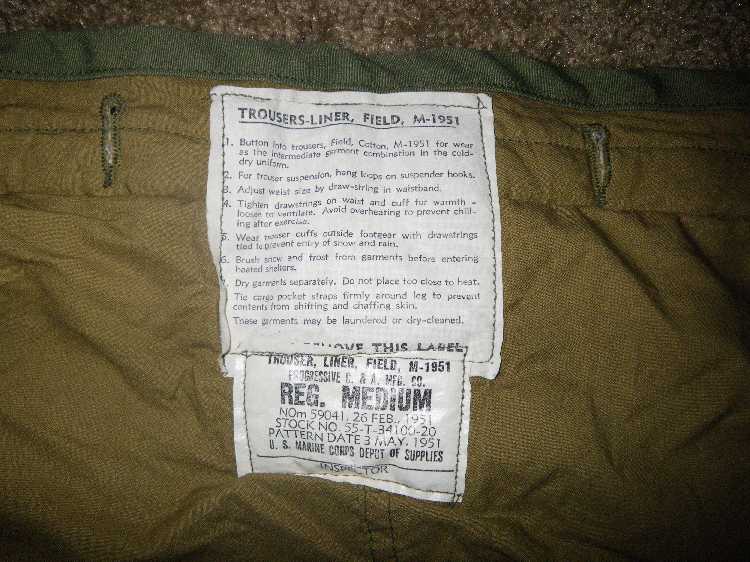 TROUSERS-LINER, FIELD, M-1951
1. Button into trousers, Field, Cotton, M-1951 for wear
as the intermediate garment combination in the cold-
dry uniform.
2. For trouser suspension, hang loops on suspender hooks.
3. Adjust waist size by draw-string in waistband.
4. Tighten drawstrings on waist and cuff for warmth -
loosen to ventilate. Avoid overheating to prevent chill-
ing after exercise.
5. Wear trouser cuffs outside footgear with drawstrings
tied to prevent entry of snow and rain.
6. Brush snow and frost from garments before entering
heated shelters.
7. Dry garments separately. Do not place too close to heat.
Tie cargo pocket straps firmly around leg to prevent
contents from shifting and chaffing skin.
These garments may be laundered or dry-cleaned.
THIS LABEL
TROUSER, LINER, FIELD, M-1951
PROGRESSIVE C. & A. MFG. CO.
REG. MEDIUM
NOm 59041, 26 FEB., 1951
STOCK NO. 55-T-34100-20
PATTERN DATE 3 MAY, 1951
U. S. MARINE CORPS DEPOT OF SUPPLIES
INSPECTOR